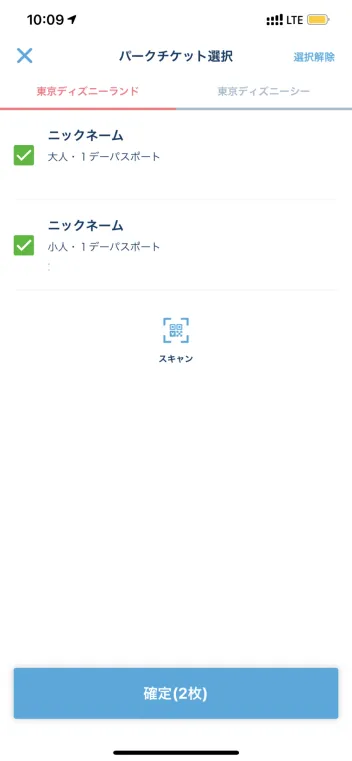 10:09 LTE
パークチケット選択 選択解除
東京ディズニーランド 東京ディズニーシー
ニックネーム
大人・1デーパスポート
ニックネーム
小人・1デーパスポート
:
スキャン
確定(2枚)